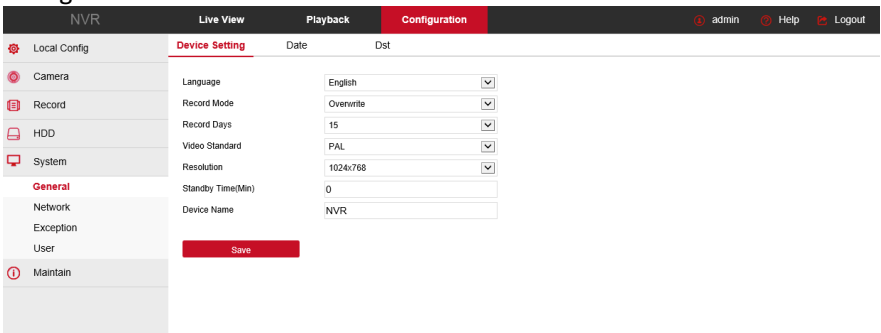 NVR Live View Playback Configuration admin Help Logout
Local Config
Camera
Record
HDD
System
General
Network
Exception
User
Maintain
Device Setting Date Dst
Language English
Record Mode Overwrite
Record Days 15
Video Standard PAL
Resolution 1024x768
Standby Time(Min) 0
Device Name NVR
Save